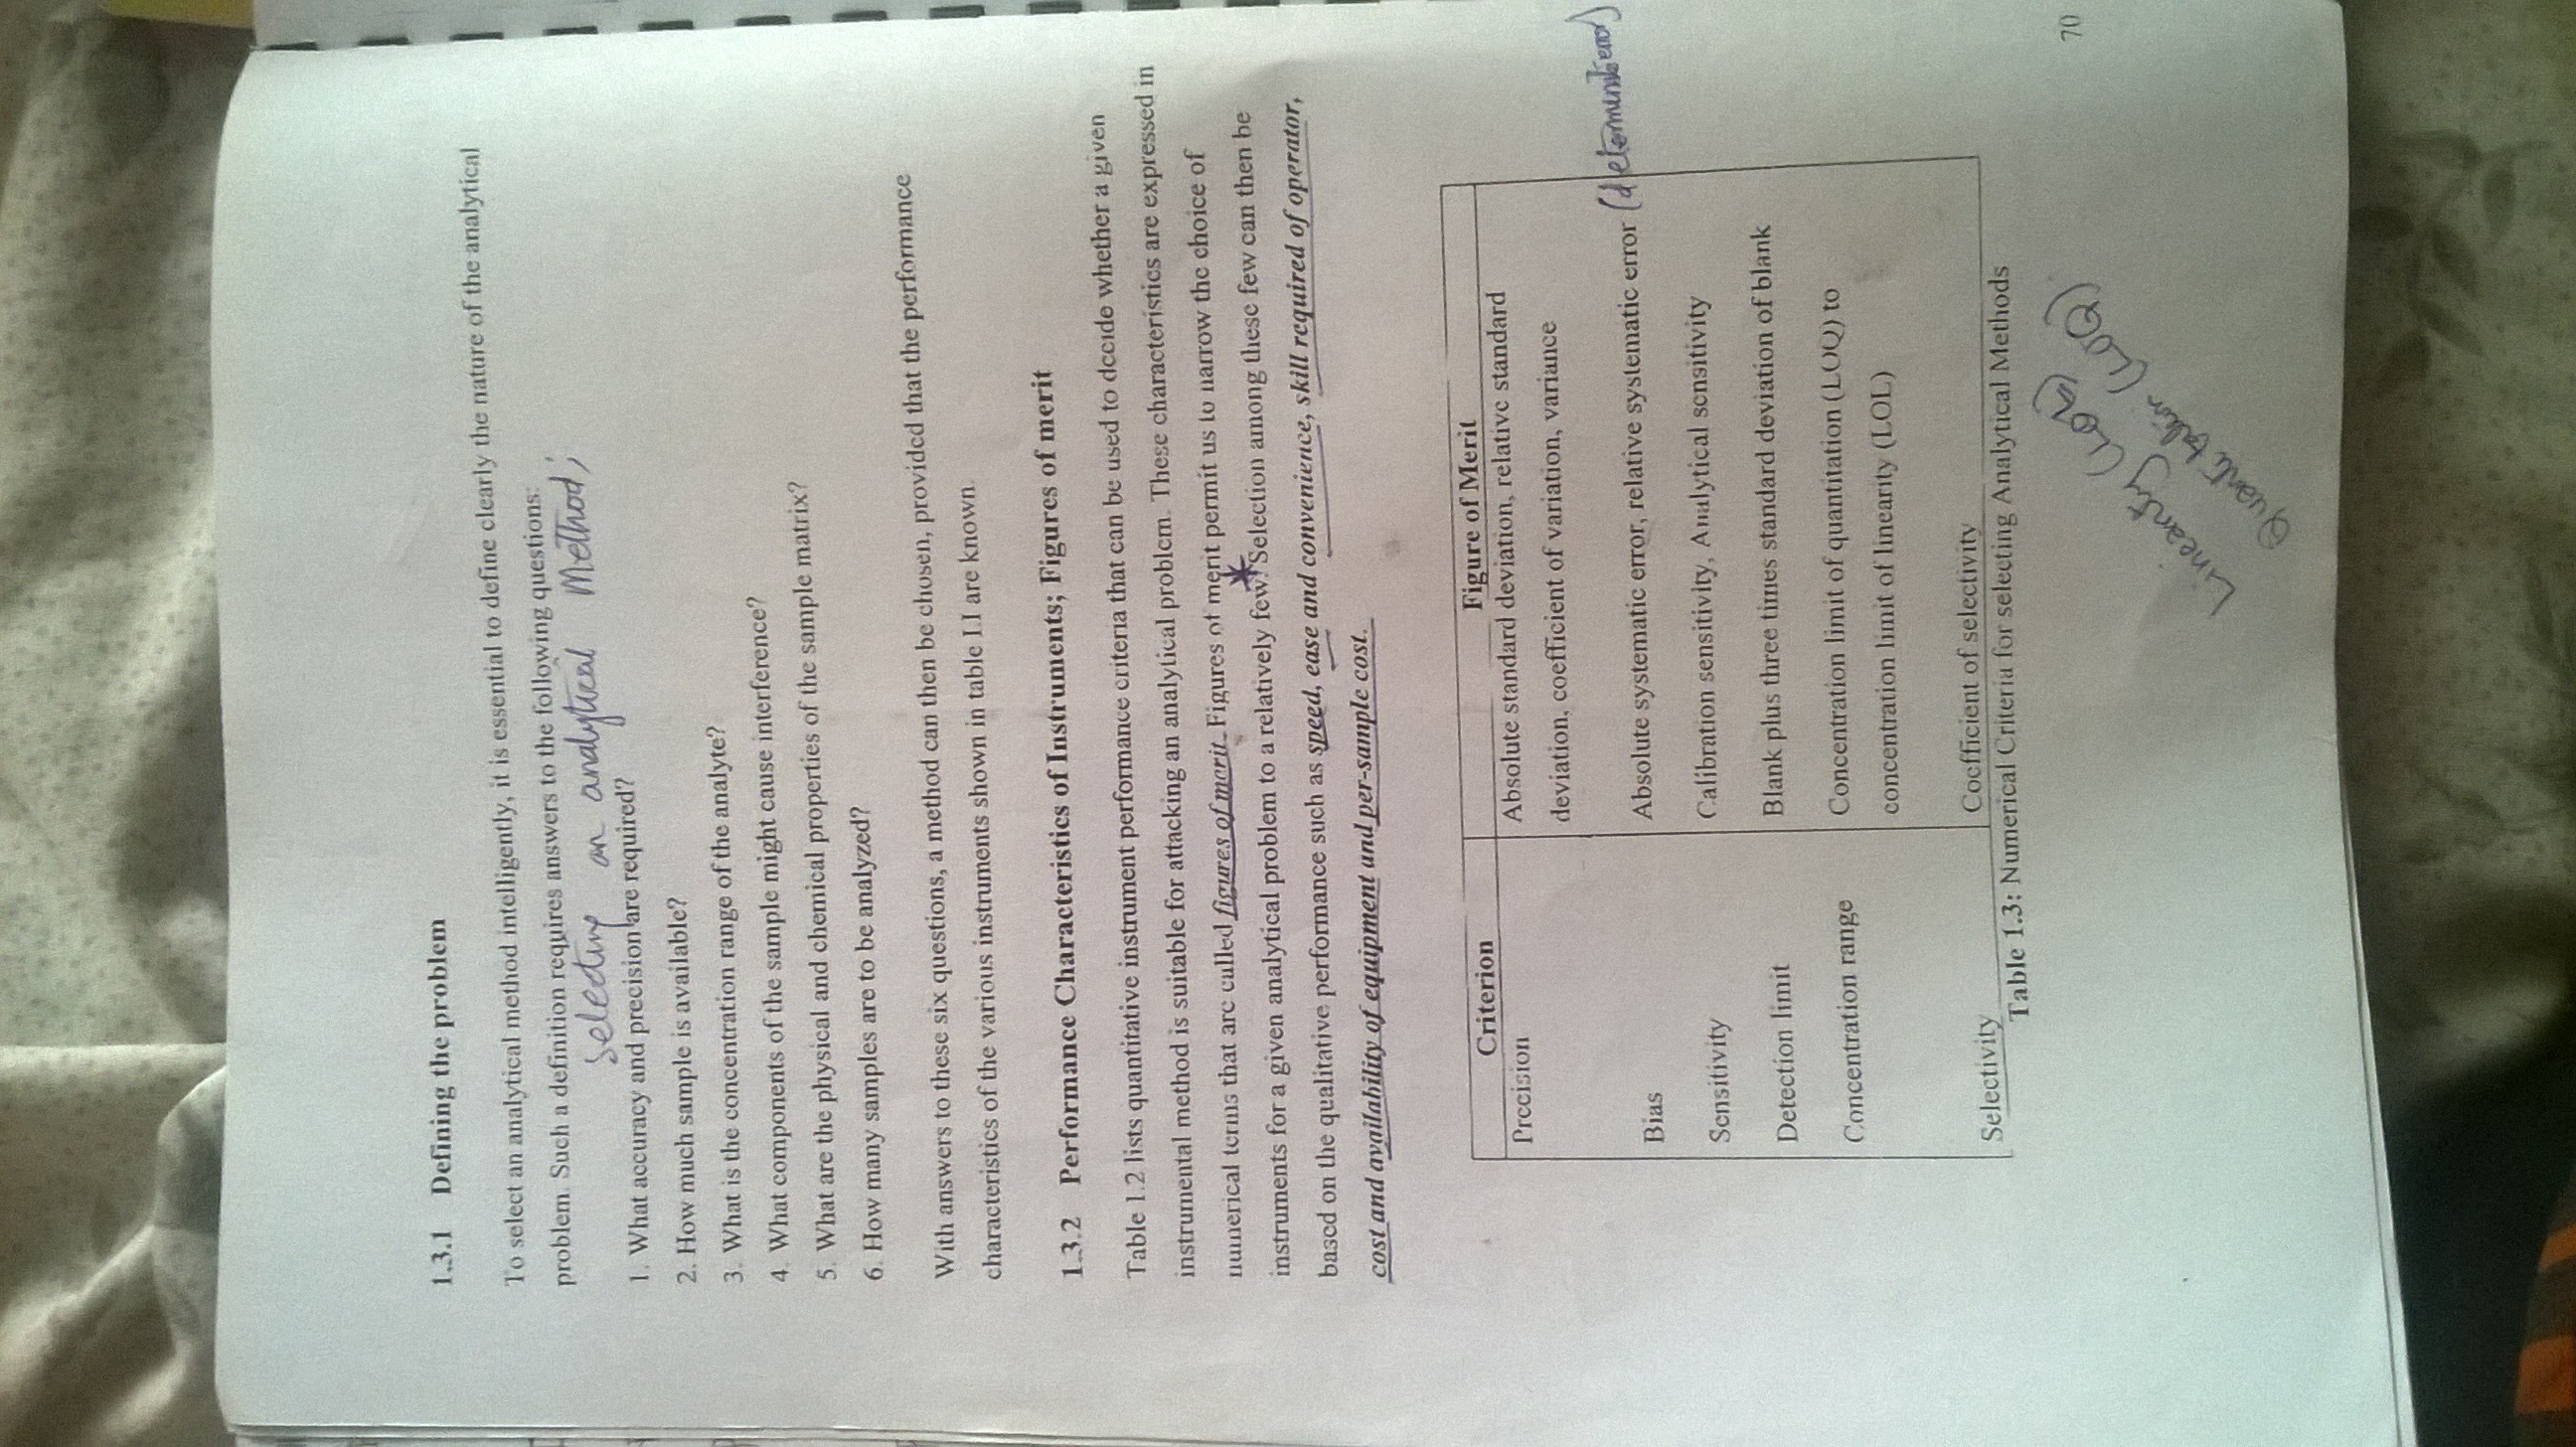 1.3.1 Defining the problem
To select an analytical method intelligently, it is essential to define clearly the nature of the analytical
problem. Such a definition requires answers to the following questions:
selecting an analytical method;
1. What accuracy and precision are required?
2. How much sample is available?
3. What is the concentration range of the analyte?
4. What components of the sample might cause interference?
5. What are the physical and chemical properties of the sample matrix?
6. How many samples are to be analyzed?
With answers to these six questions, a method can then be chosen, provided that the performance
characteristics of the various instruments shown in table 1.1 are known.
1.3.2 Performance Characteristics of Instruments; Figures of merit
Table 1.2 lists quantitative instrument performance criteria that can be used to decide whether a given
instrumental method is suitable for attacking an analytical problem. These characteristics are expressed in
numerical terms that are called figures of merit. Figures of merit permit us to narrow the choice of
instruments for a given analytical problem to a relatively few. Selection among these few can then be
based on the qualitative performance such as speed, ease and convenience, skill required of operator,
cost and availability of equipment and per-sample cost.
Criterion Figure of Merit
Precision Absolute standard deviation, relative standard
deviation, coefficient of variation, variance
Bias Absolute systematic error, relative systematic error
Sensitivity Calibration sensitivity, Analytical sensitivity
Detection limit Blank plus three times standard deviation of blank
Concentration range Concentration limit of quantitation (LOQ) to
concentration limit of linearity (LOL)
Selectivity Coefficient of selectivity
Table 1.3: Numerical Criteria for selecting Analytical Methods
Linearity
Quantitation (LOQ)
70